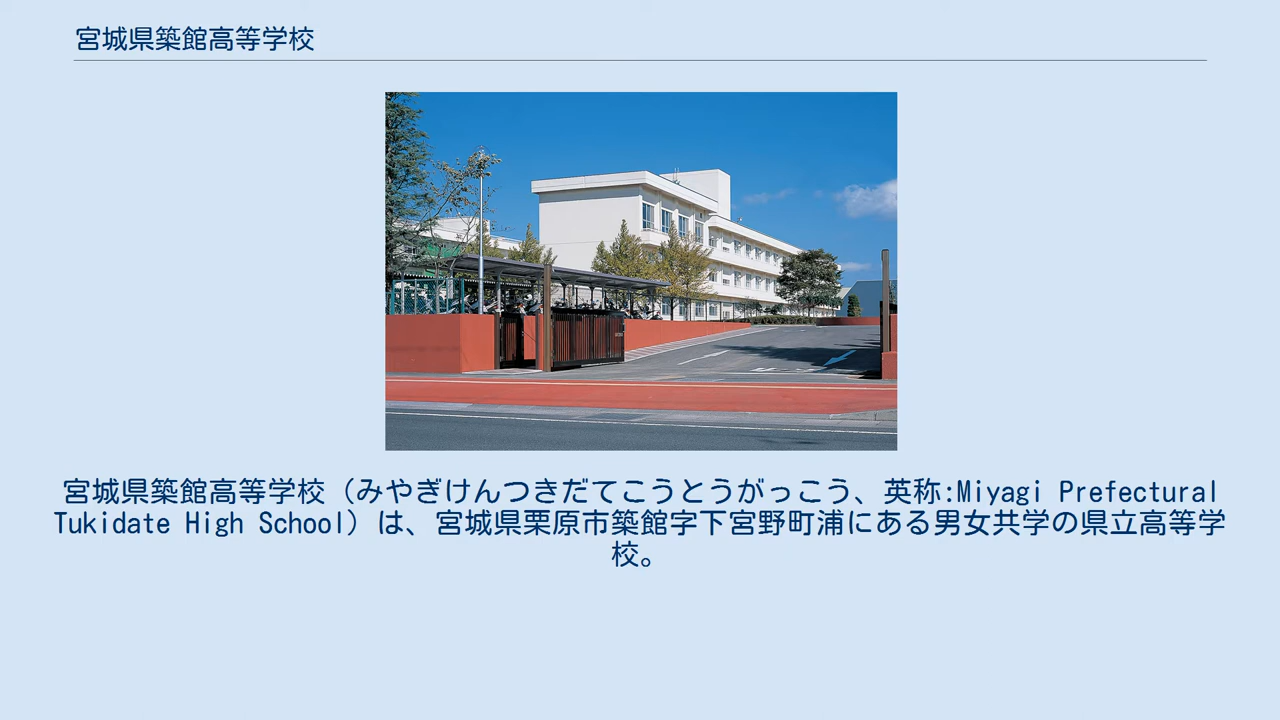 宮城県築館高等学校
宮城県築館高等学校（みやぎけんつきだてこうとうがっこう、英称:Miyagi Prefectural
Tukidate High School）は、宮城県栗原市築館字下宮野町浦にある男女共学の県立高等学
校。